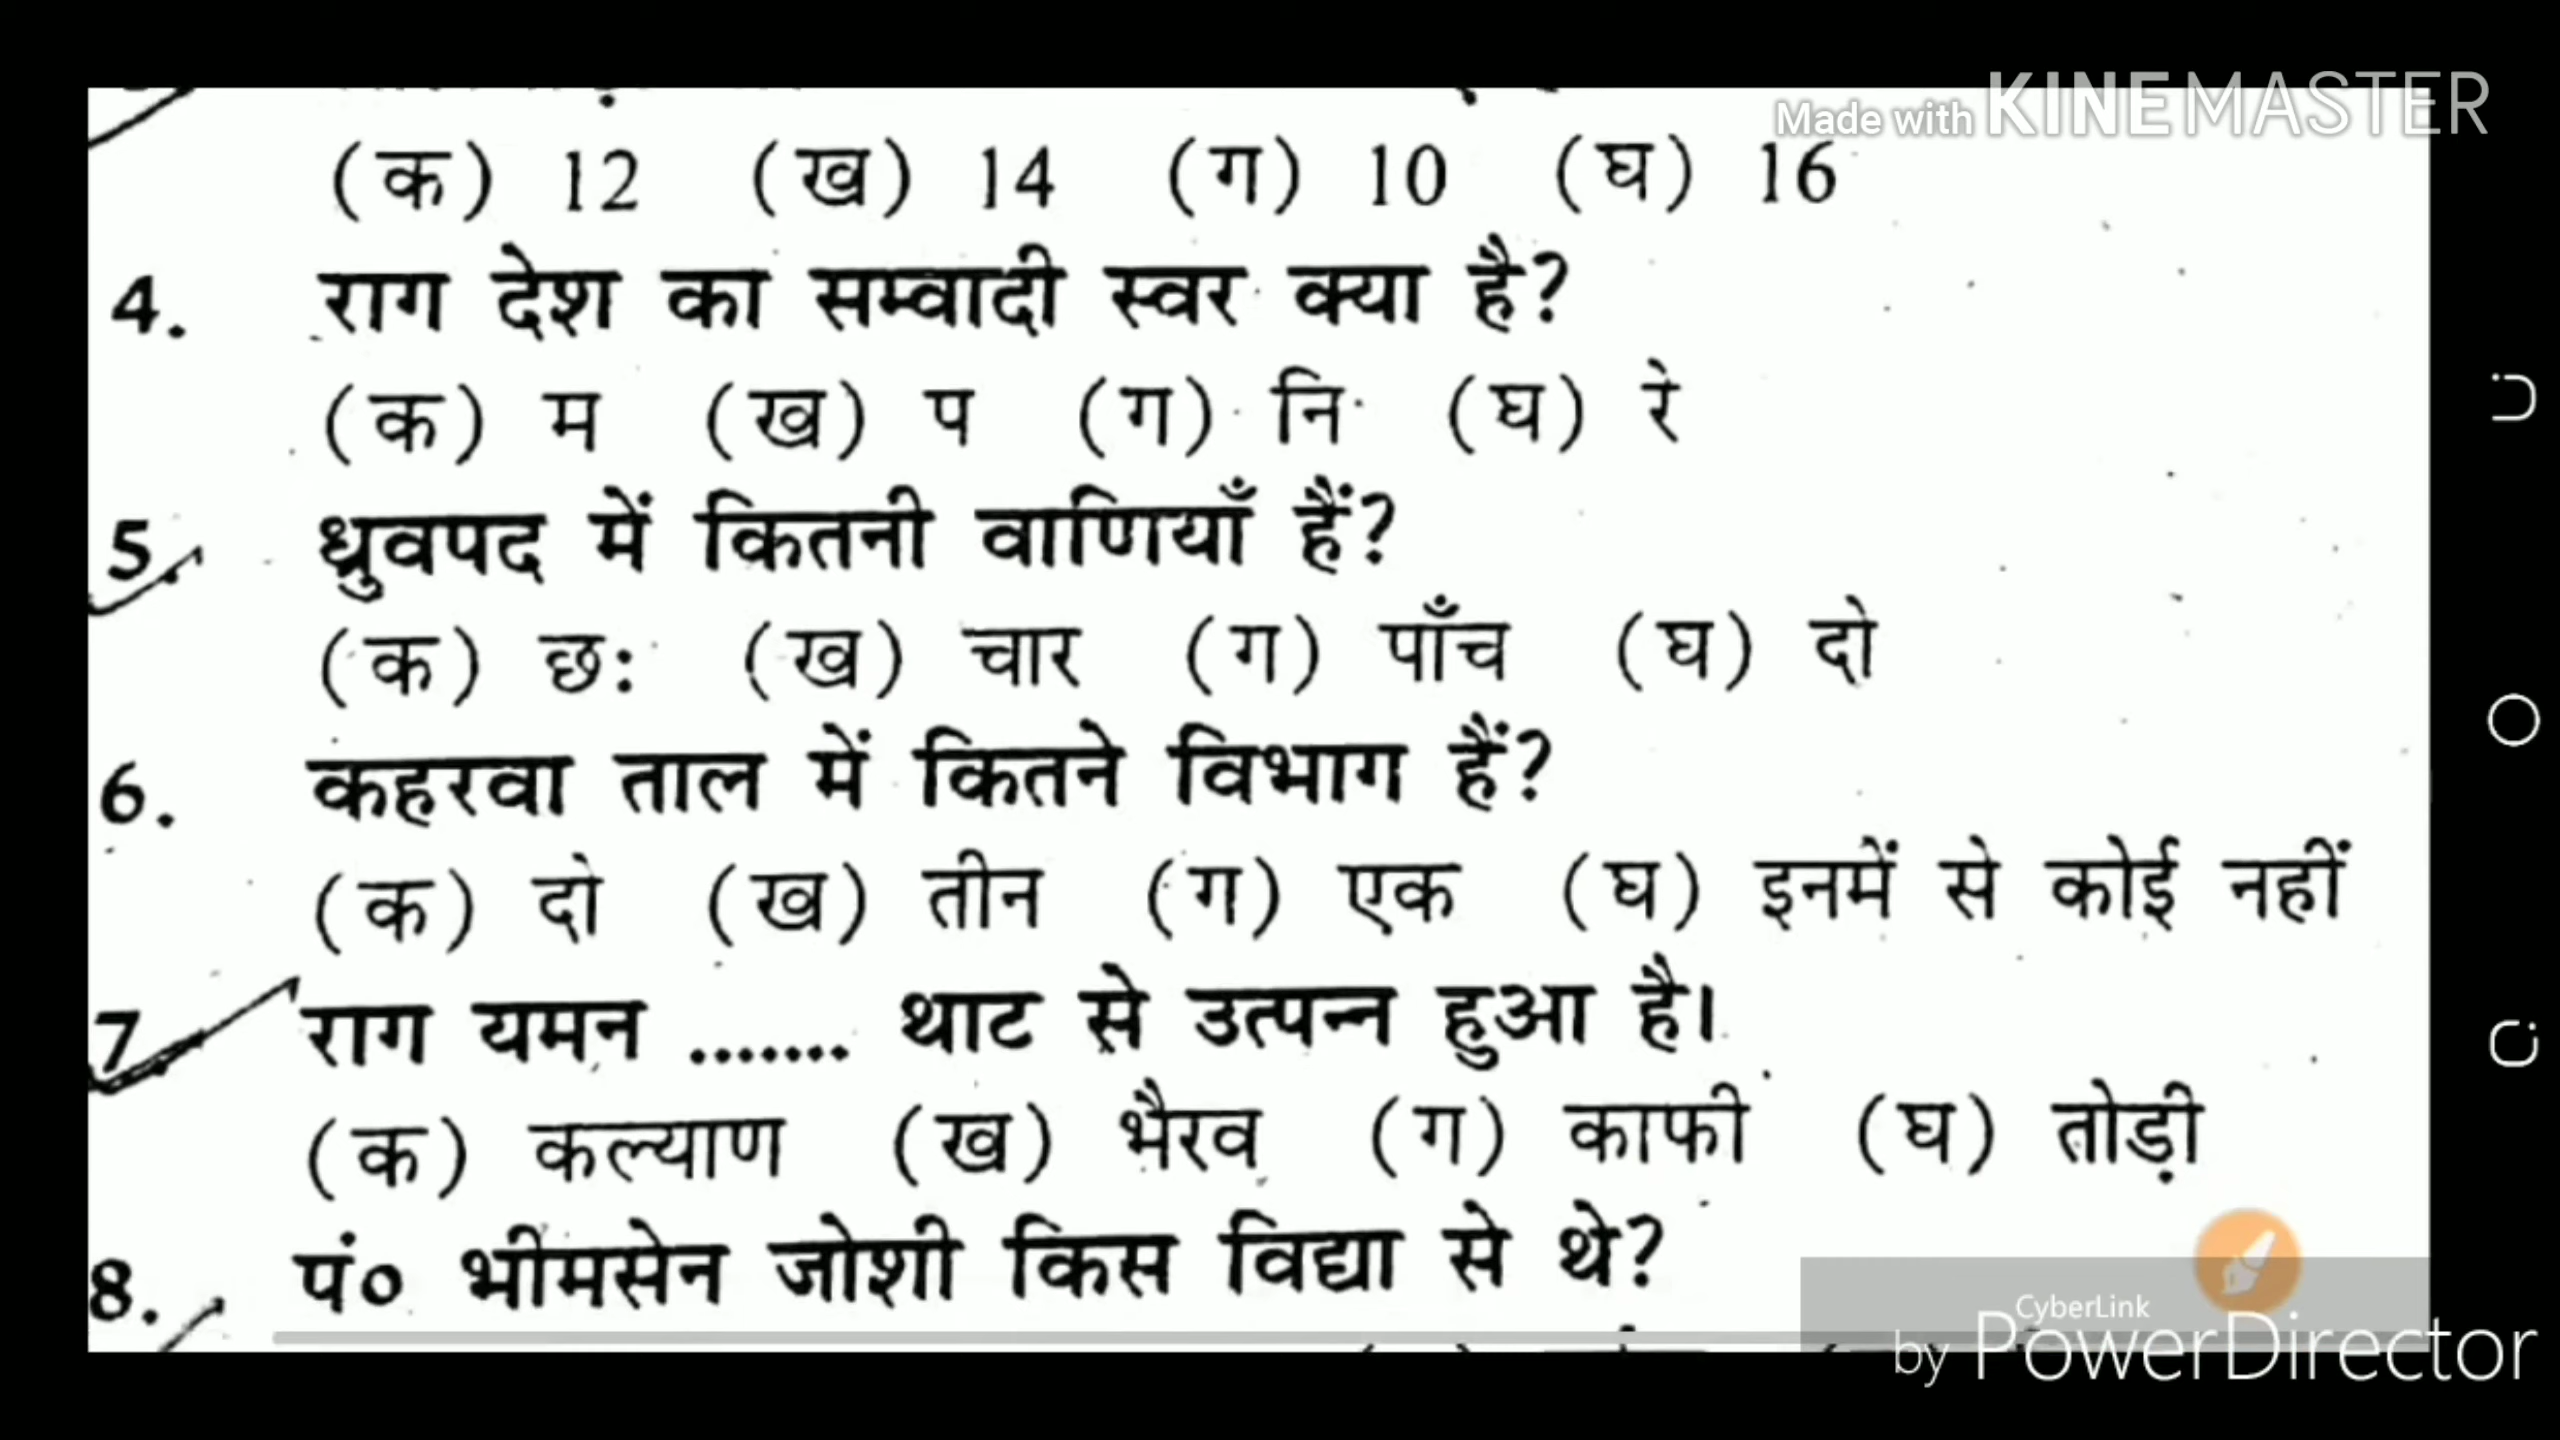 Made with KINEMASTER
(क) 12 (ख) 14 (ग) 10 (घ) 16
4. राग देश का सम्वादी स्वर क्या है?
(क) म (ख) प (ग) नि (घ) रे
5. ध्रुवपद में कितनी वाणियाँ हैं?
(क) छः (ख) चार (ग) पाँच (घ) दो
6. कहरवा ताल में कितने विभाग हैं?
(क) दो (ख) तीन (ग) एक (घ) इनमें से कोई नहीं
7. राग यमन ....... थाट से उत्पन्न हुआ है।
(क) कल्याण (ख) भैरव (ग) काफी (घ) तोड़ी
8. पं० भीमसेन जोशी किस विद्या से थे?
CyberLink
by PowerDirector